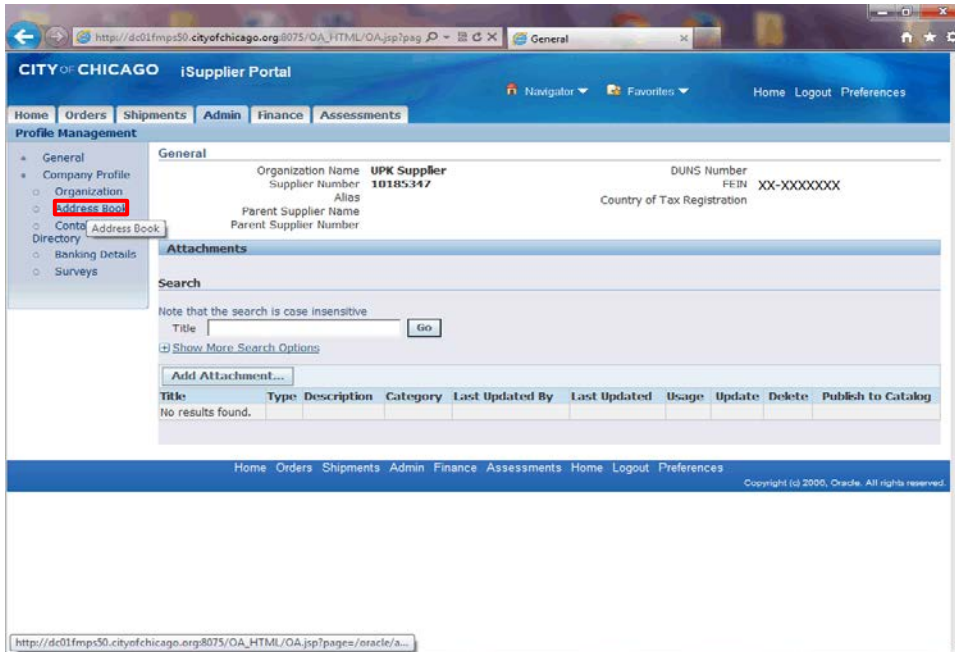 http://dc01fmps50.cityofchicago.org:8075/OA_HTML/OA.jsp?pag
General
CITY OF CHICAGO iSupplier Portal
Navigator Favorites Home Logout Preferences
Home Orders Shipments Admin Finance Assessments
Profile Management
General
Company Profile
Organization
Address Book
Conta
Address Book
Directory
Banking Details
Surveys
General
Organization Name UPK Supplier
Supplier Number 10185347
Alias
Parent Supplier Name
Parent Supplier Number
DUNS Number
FEIN XX-XXXXXXX
Country of Tax Registration
Attachments
Search
Note that the search is case insensitive
Title Go
Show More Search Options
Add Attachment...
Title Type Description Category Last Updated By Last Updated Usage Update Delete Publish to Catalog
No results found.
Home Orders Shipments Admin Finance Assessments Home Logout Preferences
Copyright (c) 2006, Oracle. All rights reserved.
http://dc01fmps50.cityofchicago.org:8075/OA_HTML/OA.jsp?page=/oracle/a...